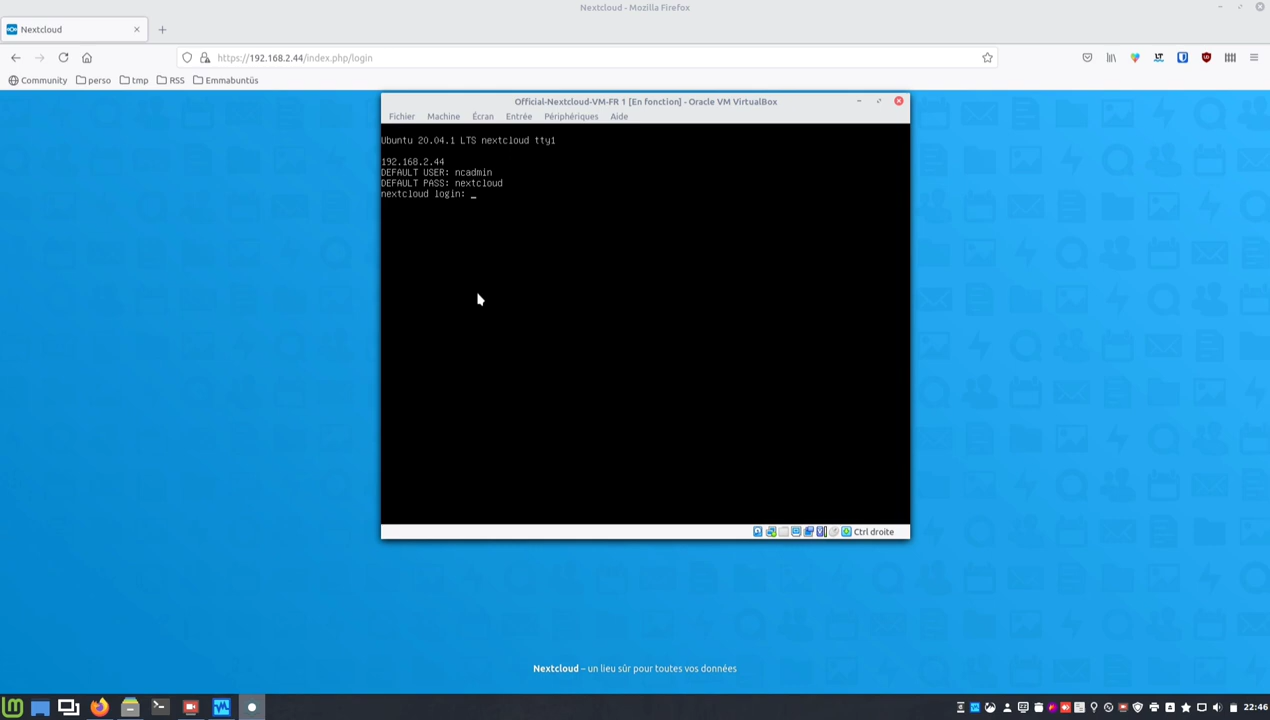 Nextcloud - Mozilla Firefox
Nextcloud
https://192.168.2.44/index.php/login
Community perso tmp RSS Emmabuntüs
Official-Nextcloud-VM-FR 1 [En fonction] - Oracle VM VirtualBox
Fichier Machine Écran Entrée Périphériques Aide
Ubuntu 20.04.1 LTS nextcloud tty1
192.168.2.44
DEFAULT USER: ncadmin
DEFAULT PASS: nextcloud
nextcloud login: _
Ctrl droite
Nextcloud – un lieu sûr pour toutes vos données
22:46